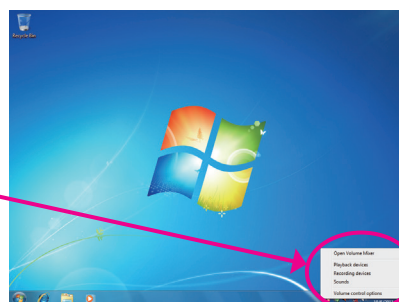 Recycle Bin
Open Volume Mixer
Playback devices
Recording devices
Sounds
Volume control options